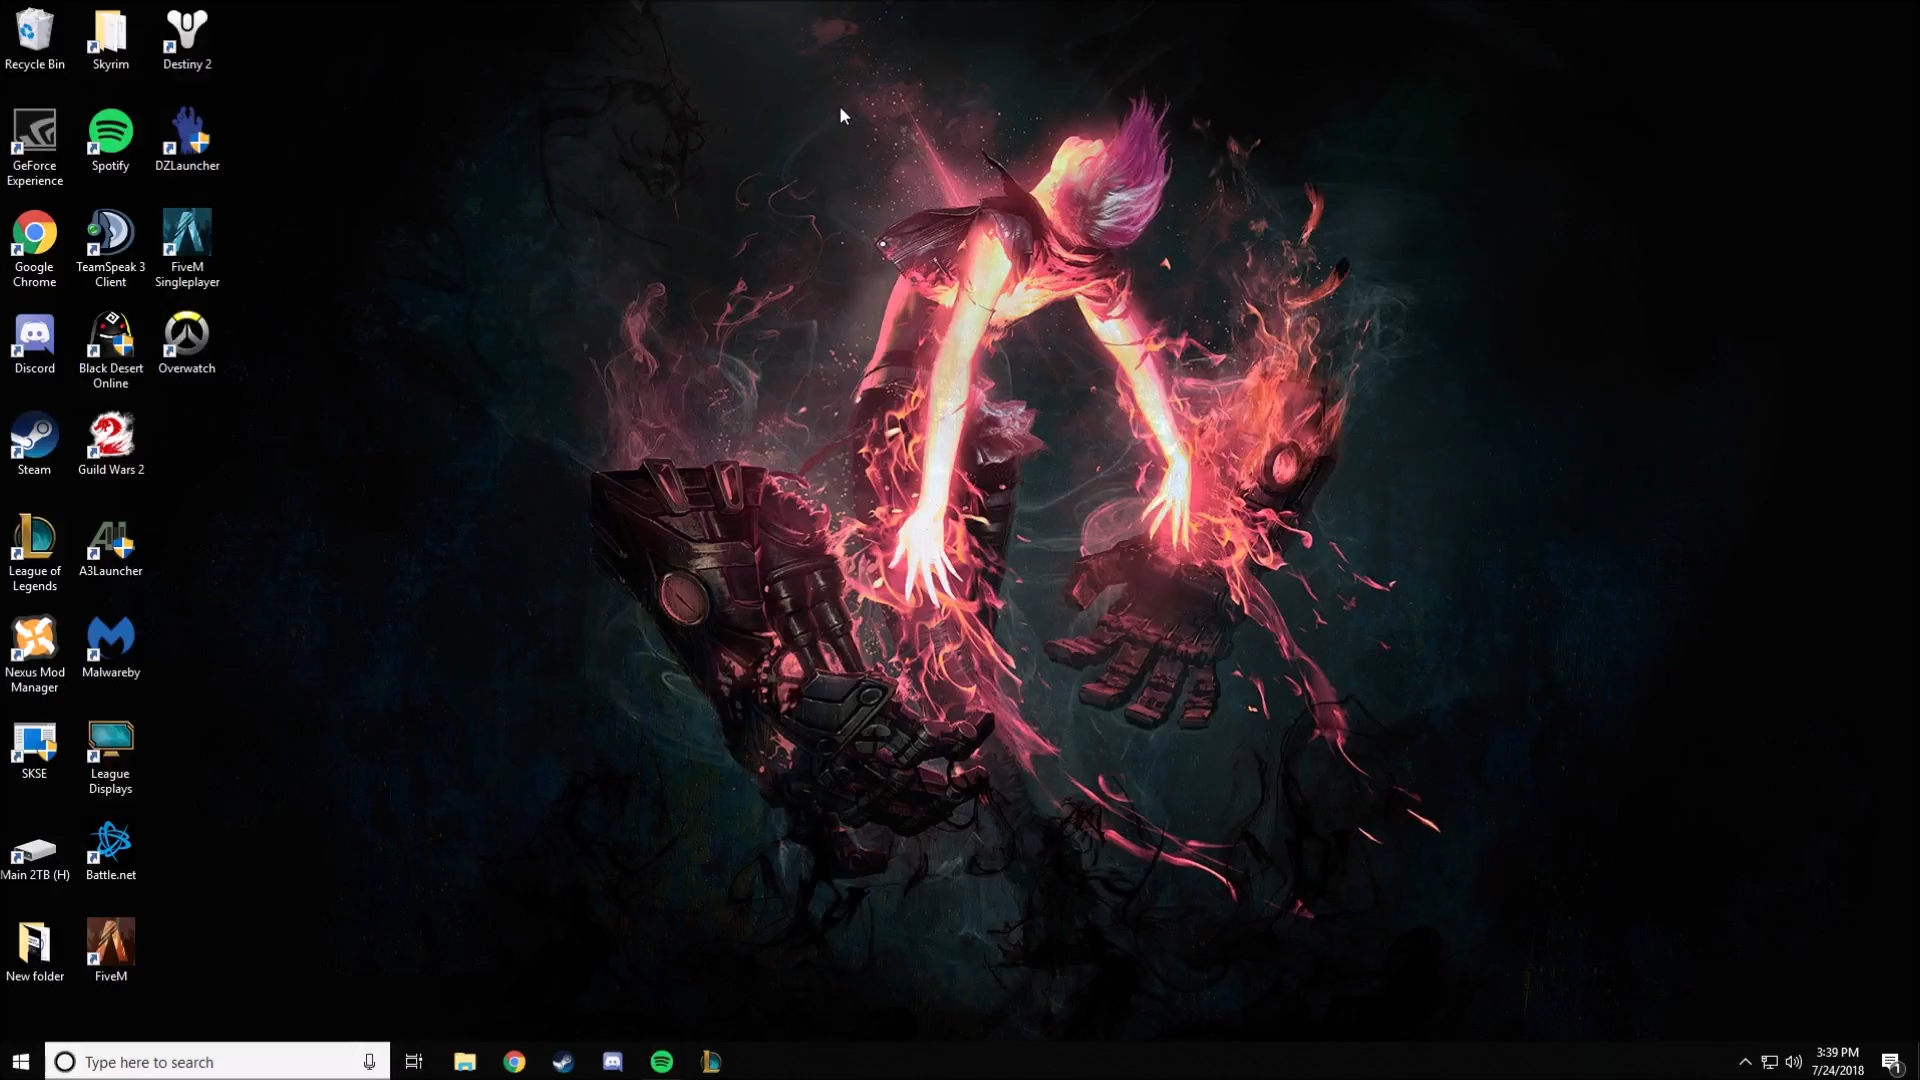 Recycle Bin
Skyrim
Destiny 2
GeForce
Experience
Spotify
DZLauncher
Google
Chrome
TeamSpeak 3
Client
FiveM
Singleplayer
Discord
Black Desert
Online
Overwatch
Steam
Guild Wars 2
League of
Legends
A3Launcher
Nexus Mod
Manager
Malwareby
SKSE
League
Displays
Main 2TB (H)
Battle.net
New folder
FiveM
Type here to search
3:39 PM
7/24/2018
1